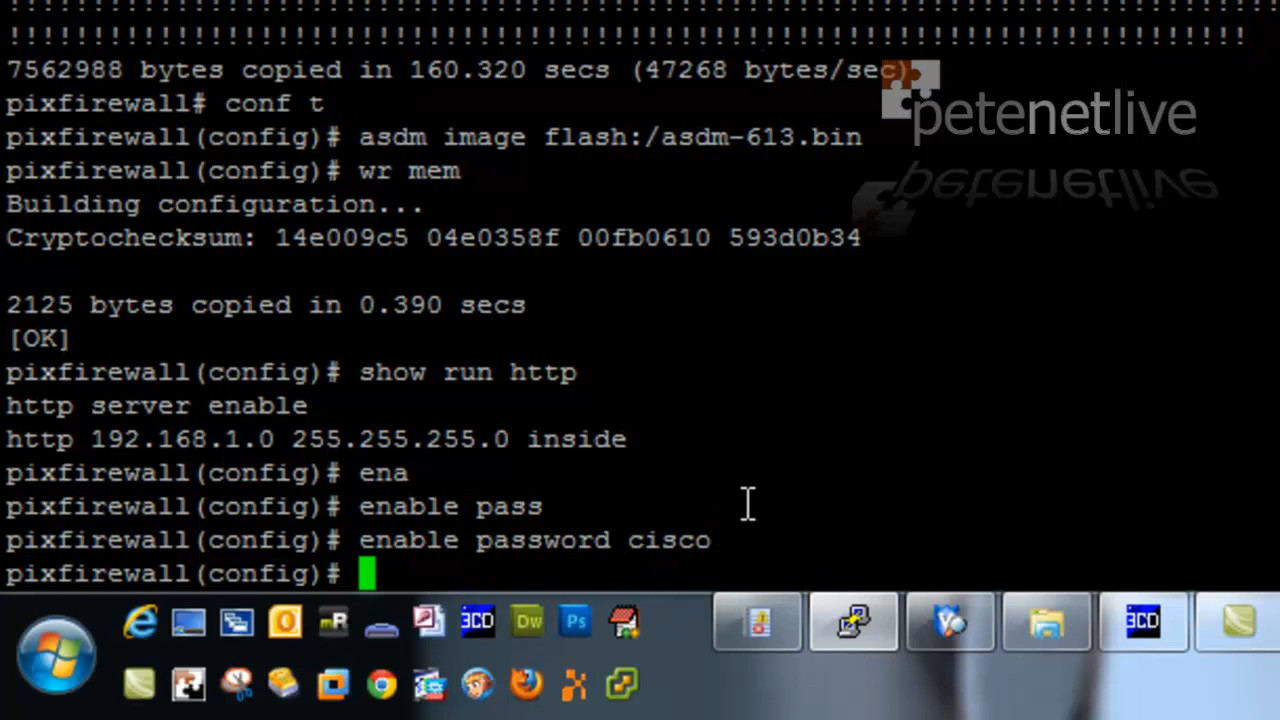 !!!!!!!!!!!!!!!!!!!!!!!!!!!!!!!!!!!!!!!!!!!!!!!!!!!!!!!!!!!!!!!!!!!!!!!!!!
7562988 bytes copied in 160.320 secs (47268 bytes/sec)
petenetlive
pixfirewall# conf t
pixfirewall(config)# asdm image flash:/asdm-613.bin
pixfirewall(config)# wr mem
Building configuration...
Cryptochecksum: 14e009c5 04e0358f 00fb0610 593d0b34
2125 bytes copied in 0.390 secs
[OK]
pixfirewall(config)# show run http
http server enable
http 192.168.1.0 255.255.255.0 inside
pixfirewall(config)# ena
pixfirewall(config)# enable pass
pixfirewall(config)# enable password cisco
pixfirewall(config)#
mR 3CD Dw Ps 3CD